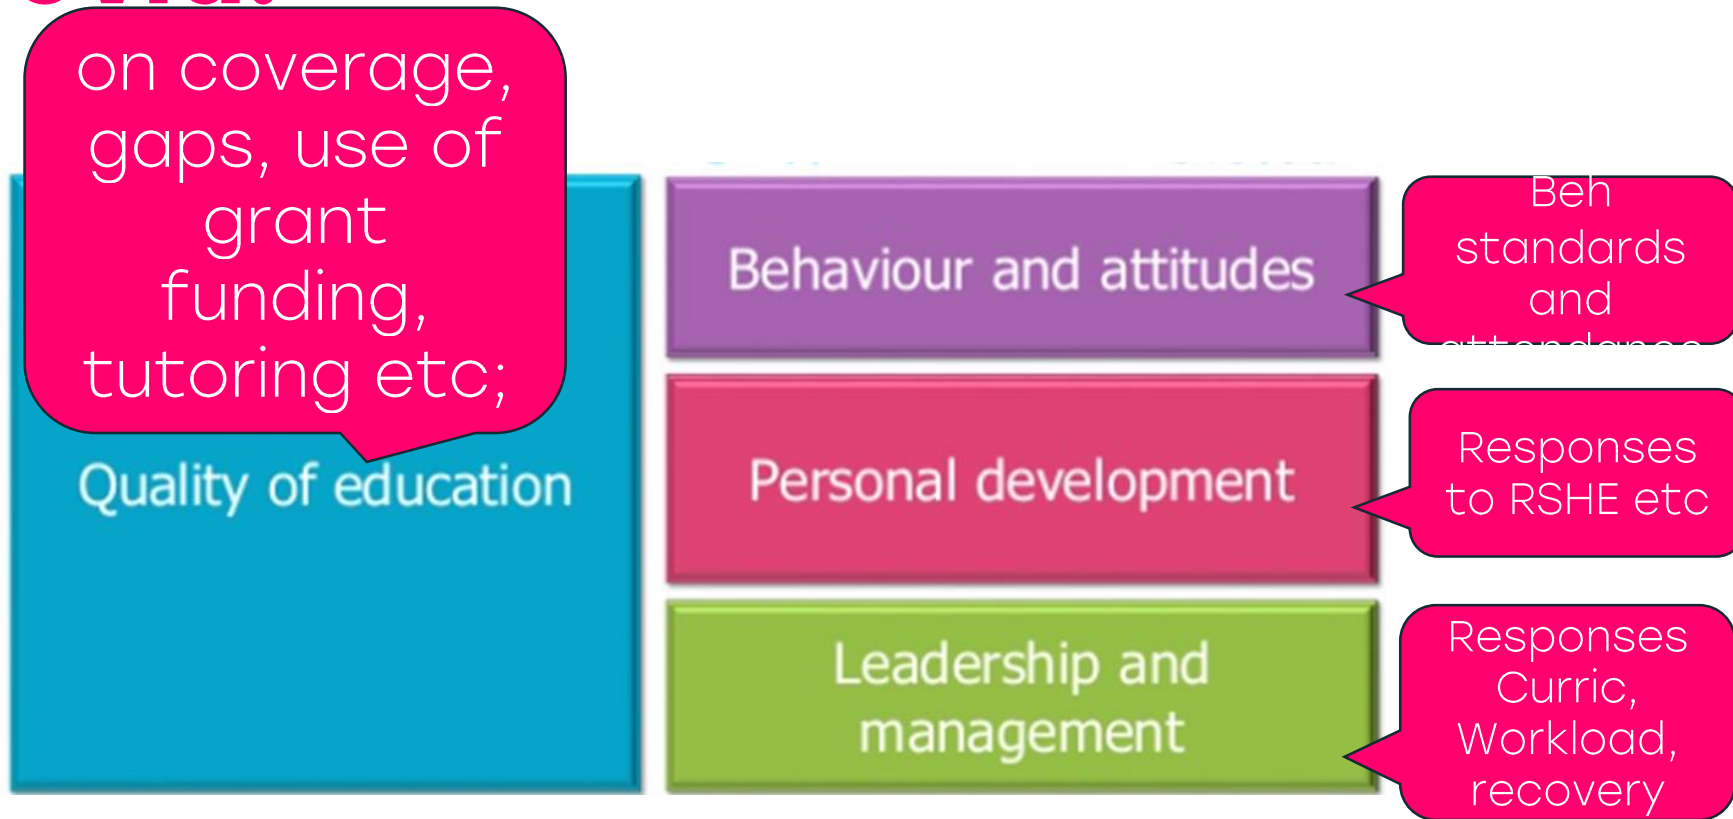 on coverage,
gaps, use of
grant
funding,
tutoring etc;
Quality of education
Behaviour and attitudes
Beh
standards
and
attendance
Personal development
Responses
to RSHE etc
Leadership and
management
Responses
Curric,
Workload,
recovery